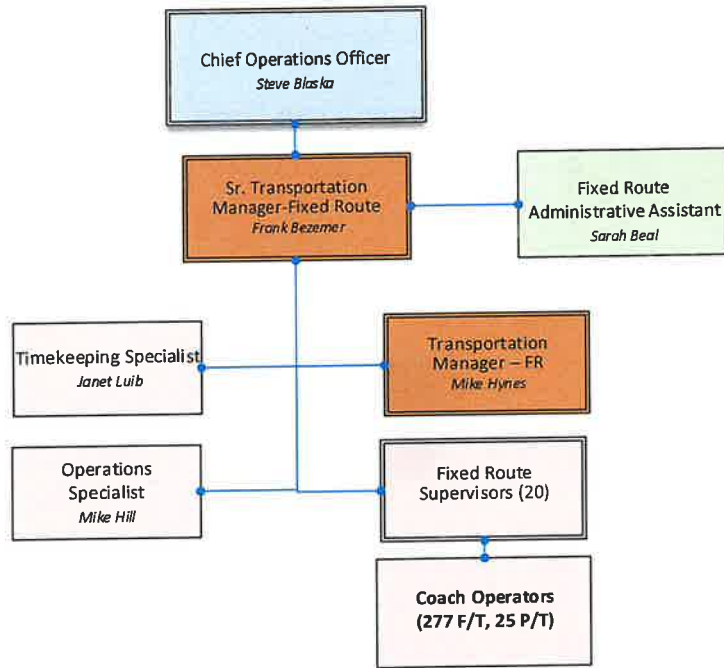 Chief Operations Officer
Steve Blaska
Sr. Transportation
Manager-Fixed Route
Frank Bezemer
Fixed Route
Administrative Assistant
Sarah Beal
Timekeeping Specialist
Janet Luib
Transportation
Manager – FR
Mike Hynes
Operations
Specialist
Mike Hill
Fixed Route
Supervisors (20)
Coach Operators
(277 F/T, 25 P/T)